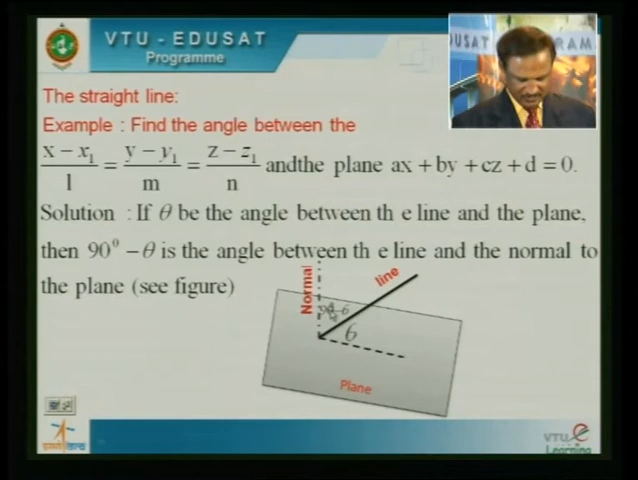 VTU - EDUSAT
Programme
DUSAT
RAM
The straight line:
Example : Find the angle between the
x – x₁ / l = y – y₁ / m = z – z₁ / n andthe plane ax + by + cz + d = 0.
Solution : If θ be the angle between th e line and the plane,
then 90° – θ is the angle between th e line and the normal to
the plane (see figure)
Normal
line
θ
Plane
VTU e
Learning